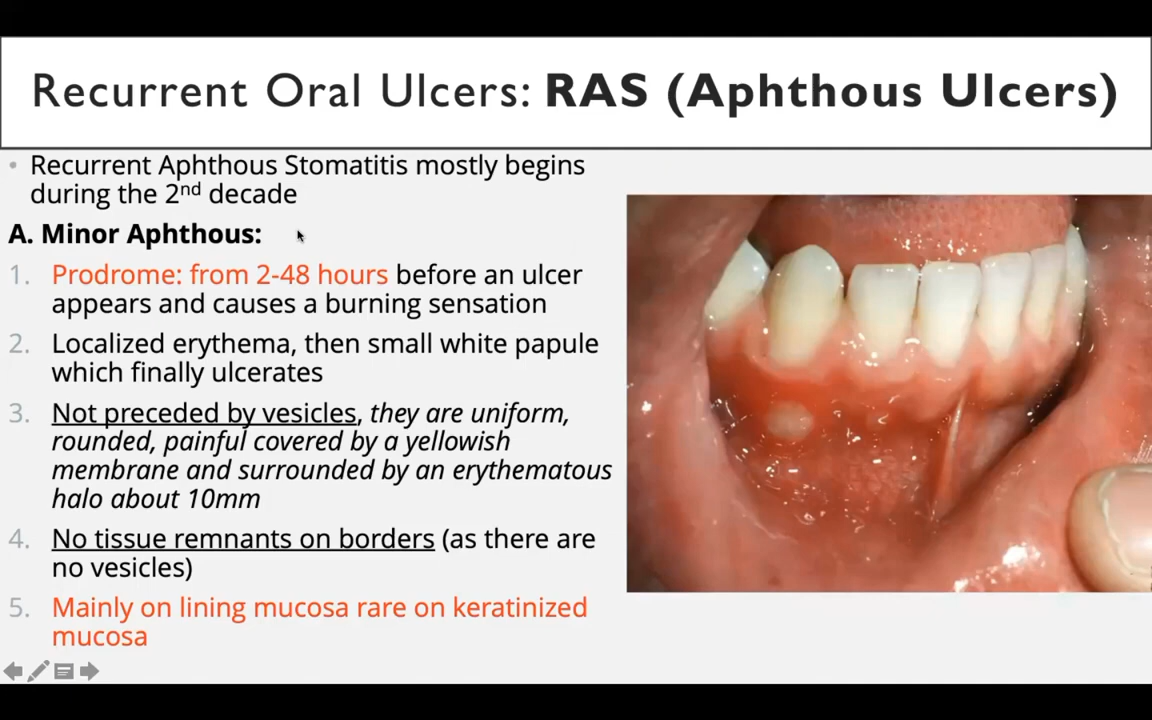 Recurrent Oral Ulcers: RAS (Aphthous Ulcers)
• Recurrent Aphthous Stomatitis mostly begins
during the 2nd decade
A. Minor Aphthous:
1. Prodrome: from 2-48 hours before an ulcer
appears and causes a burning sensation
2. Localized erythema, then small white papule
which finally ulcerates
3. Not preceded by vesicles, they are uniform,
rounded, painful covered by a yellowish
membrane and surrounded by an erythematous
halo about 10mm
4. No tissue remnants on borders (as there are
no vesicles)
5. Mainly on lining mucosa rare on keratinized
mucosa